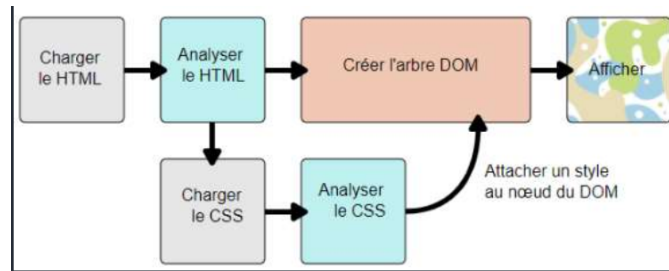 Charger
le HTML
Analyser
le HTML
Créer l'arbre DOM
Afficher
Charger
le CSS
Analyser
le CSS
Attacher un style
au nœud du DOM